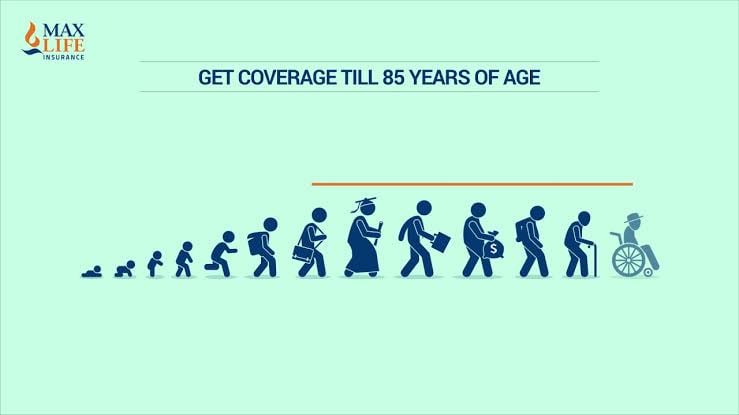 MAX
LIFE
INSURANCE
GET COVERAGE TILL 85 YEARS OF AGE
$